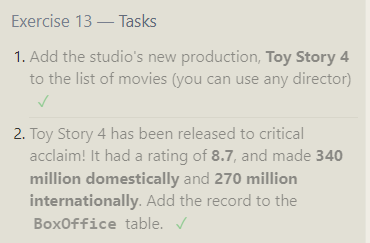 Exercise 13 — Tasks
1. Add the studio's new production, Toy Story 4
to the list of movies (you can use any director)
✓
2. Toy Story 4 has been released to critical
acclaim! It had a rating of 8.7, and made 340
million domestically and 270 million
internationally. Add the record to the
BoxOffice table. ✓